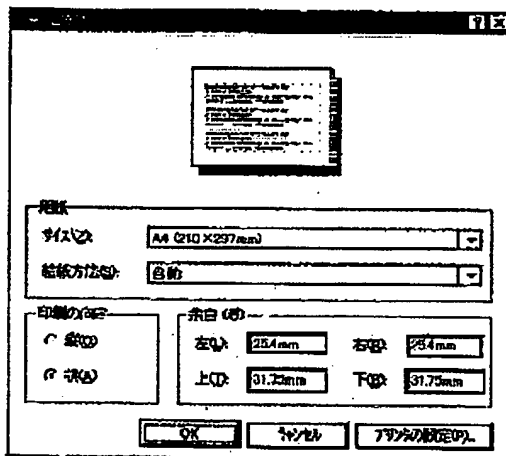 用紙
サイズ(Z):
A4 (210 × 297mm)
給紙方法(S):
自動
印刷の向き
縦(O)
横(A)
余白
左(L):
25.4mm
右(R):
25.4mm
上(T):
31.75mm
下(B):
31.75mm
OK
キャンセル
プリンタの設定(P)...